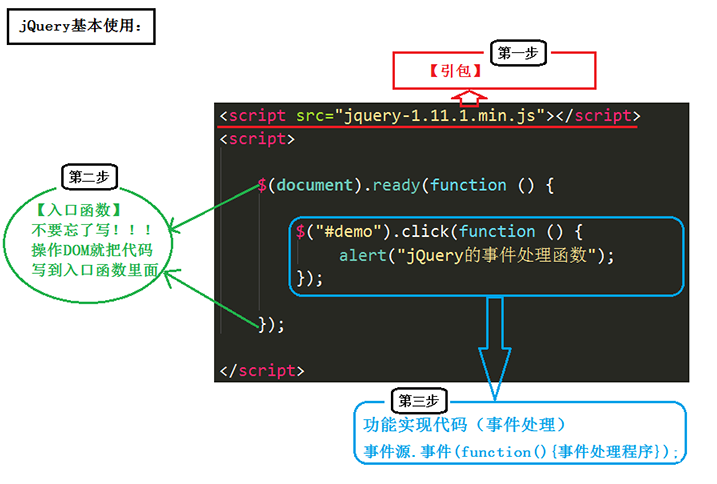 jQuery基本使用：
第一步
【引包】
<script src="jquery-1.11.1.min.js"></script>
<script>
第二步
$(document).ready(function () {
【入口函数】
不要忘了写！！！
操作DOM就把代码
写到入口函数里面
$("#demo").click(function () {
alert("jQuery的事件处理函数");
});
});
</script>
第三步
功能实现代码（事件处理）
事件源.事件(function(){事件处理程序});